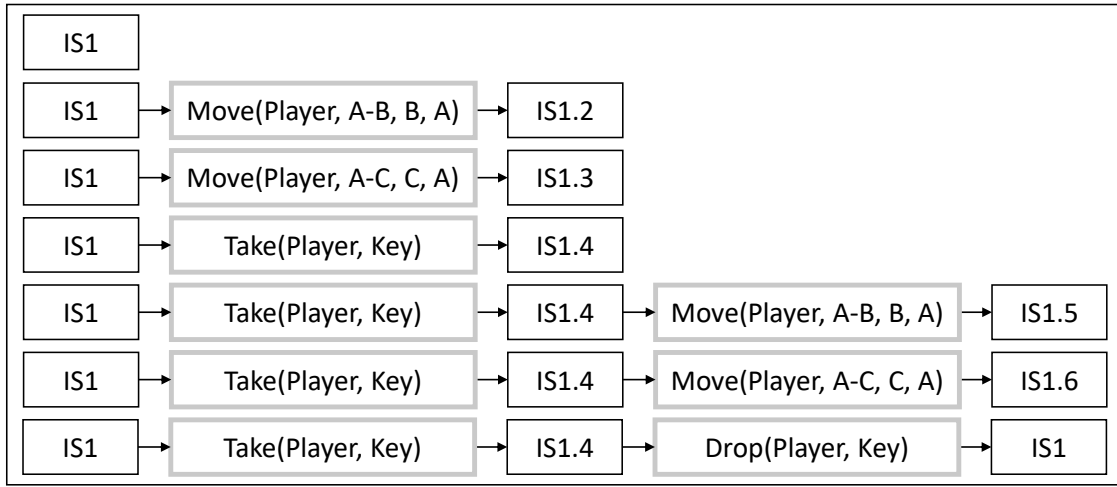 IS1
IS1 Move(Player, A-B, B, A) IS1.2
IS1 Move(Player, A-C, C, A) IS1.3
IS1 Take(Player, Key) IS1.4
IS1 Take(Player, Key) IS1.4 Move(Player, A-B, B, A) IS1.5
IS1 Take(Player, Key) IS1.4 Move(Player, A-C, C, A) IS1.6
IS1 Take(Player, Key) IS1.4 Drop(Player, Key) IS1